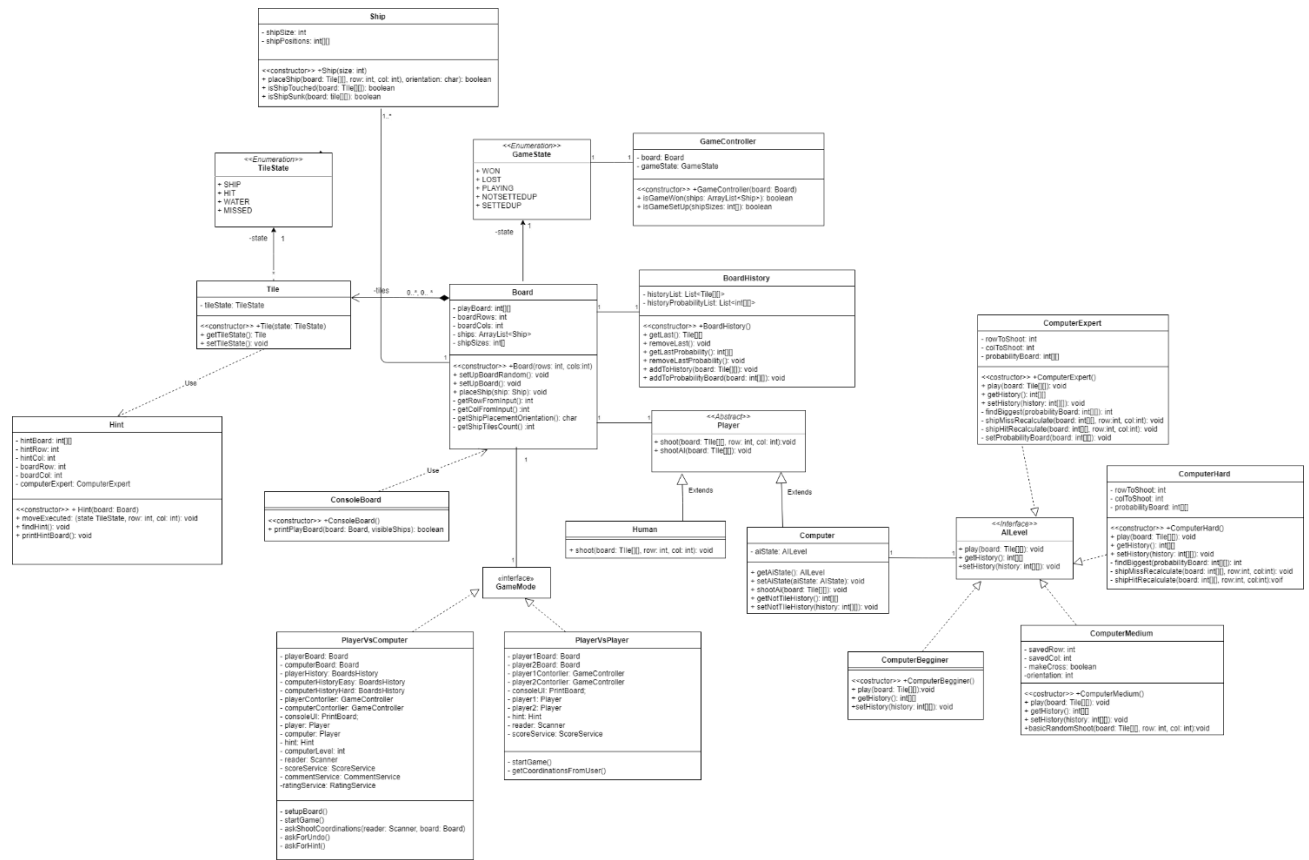 Ship
- shipSize: int
- shipPositions: int[][]
<<constructor>> +Ship(size: int)
+ placeShip(board: Tile[][], row: int, col: int), orientation: char): boolean
+ isShipTouched(board: Tile[][]): boolean
+ isShipSunk(board: tile[][]): boolean
1..*
<<Enumeration>>
TileState
+ SHIP
+ HIT
+ WATER
+ MISSED
-state
1
*
<<Enumeration>>
GameState
+ WON
+ LOST
+ PLAYING
+ NOTSETTEDUP
+ SETTEDUP
1
1
1
-state
GameController
- board: Board
- gameState: GameState
<<constructor>> +GameController(board: Board)
+ isGameWon(ships: ArrayList<Ship>): boolean
+ isGameSetUp(shipSizes: int[]): boolean
Tile
- tileState: TileState
<<constructor>> +Tile(state: TileState)
+ getTileState(): Tile
+ setTileState(): void
-tiles
0..*, 0..*
1
Use
Board
- playBoard: int[][]
- boardRows: int
- boardCols: int
- ships: ArrayList<Ship>
- shipSizes: int[]
<<constructor>> +Board(rows: int, cols:int)
+ setUpBoardRandom(): void
+ setUpBoard(): void
+ placeShip(ship: Ship): void
- getRowFromInput() : int
- getColFromInput() :int
- getShipPlacementOrientation(): char
- getShipTilesCount() :int
1
1
BoardHistory
- historyList: List<Tile[][]>
- historyProbabilityList: List<int[][]>
<<constructor>> +BoardHistory()
+ getLast(): Tile[][]
+ removeLast(): void
+ getLastProbability(): int[][]
+ removeLastProbability(): void
+ addToHistory(board: Tile[][]): void
+ addToProbabilityBoard(board: int[][]): void
ComputerExpert
- rowToShoot: int
- colToShoot: int
- probabilityBoard: int[][]
<<costructor>> +ComputerExpert()
+ play(board: Tile[][]): void
+ getHistory(): int[][]
+ setHistory(history: int[][]): void
- findBiggest(probabilityBoard: int[][]): int
- shipMissRecalculate(board: int[][], row:int, col:int): void
- shipHitRecalculate(board: int[][], row:int, col:int): void
- setProbabilityBoard(board: int[][]): void
Hint
- hintBoard: int[][]
- hintRow: int
- hintCol: int
- boardRow: int
- boardCol: int
- computerExpert: ComputerExpert
<<constructor>> + Hint(board: Board)
+ moveExecuted: (state TileState, row: int, col: int): void
+ findHint(): void
+ printHintBoard(): void
1
1
<<Abstract>>
Player
+ shoot(board: Tile[][], row: int, col: int):void
+ shootAI(board: Tile[][]): void
Extends
Extends
Use
1
ConsoleBoard
<<constructor>> +ConsoleBoard()
+ printPlayBoard(board: Board, visibleShips): boolean
Human
+ shoot(board: Tile[][], row: int, col: int): void
Computer
- aiState: AILevel
+ getAiState(): AILevel
+ setAiState(aiState: AIState): void
+ shootAi(board: Tile[][]): void
+ getNotTileHistory(): int[][]
+ setNotTileHistory(history: int[][]): void
1
1
<<Interface>>
AILevel
+ play(board: Tile[][]): void
+ getHistory(): int[][]
+setHistory(history: int[][]): void
ComputerHard
- rowToShoot: int
- colToShoot: int
- probabilityBoard: int[][]
<<constructor>> +ComputerHard()
+ play(board: Tile[][]): void
+ getHistory(): int[][]
+ setHistory(history: int[][]): void
- findBiggest(probabilityBoard: int[][]): int
- shipMissRecalculate(board: int[][], row:int, col:int): void
- shipHitRecalculate(board: int[][], row:int, col:int):voif
1
«interface»
GameMode
PlayerVsComputer
- playerBoard: Board
- computerBoard: Board
- playerHistory: BoardsHistory
- computerHistoryEasy: BoardsHistory
- computerHistoryHard: BoardsHistory
- playerContorller: GameController
- computerContorller: GameController
- consoleUI: PrintBoard;
- player: Player
- computer: Player
- hint: Hint
- computerLevel: int
- reader: Scanner
- scoreService: ScoreService
- commentService: CommentService
-ratingService: RatingService
- setupBoard()
- startGame()
- askShootCoordinations(reader: Scanner, board: Board)
- askForUndo()
- askForHint()
PlayerVsPlayer
- player1Board: Board
- player2Board: Board
- player1Contorller: GameController
- player2Contorller: GameController
- consoleUI: PrintBoard;
- player1: Player
- player2: Player
- hint: Hint
- reader: Scanner
- scoreService: ScoreService
- startGame()
- getCoordinationsFromUser()
ComputerBegginer
<<costructor>> +ComputerBegginer()
+ play(board: Tile[][]):void
+ getHistory(): int[][]
+setHistory(history: int[][]): void
ComputerMedium
- savedRow: int
- savedCol: int
- makeCross: boolean
-orientation: int
<<costructor>> +ComputerMedium()
+ play(board: Tile[][]): void
+ getHistory(): int[][]
+ setHistory(history: int[][]): void
+basicRandomShoot(board: Tile[][], row: int, col: int):void